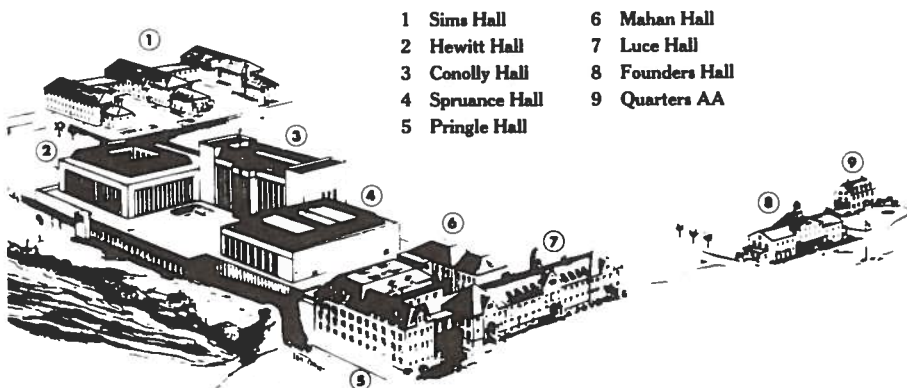 1 Sims Hall
2 Hewitt Hall
3 Conolly Hall
4 Spruance Hall
5 Pringle Hall
6 Mahan Hall
7 Luce Hall
8 Founders Hall
9 Quarters AA
1
2
3
4
5
6
7
8
9